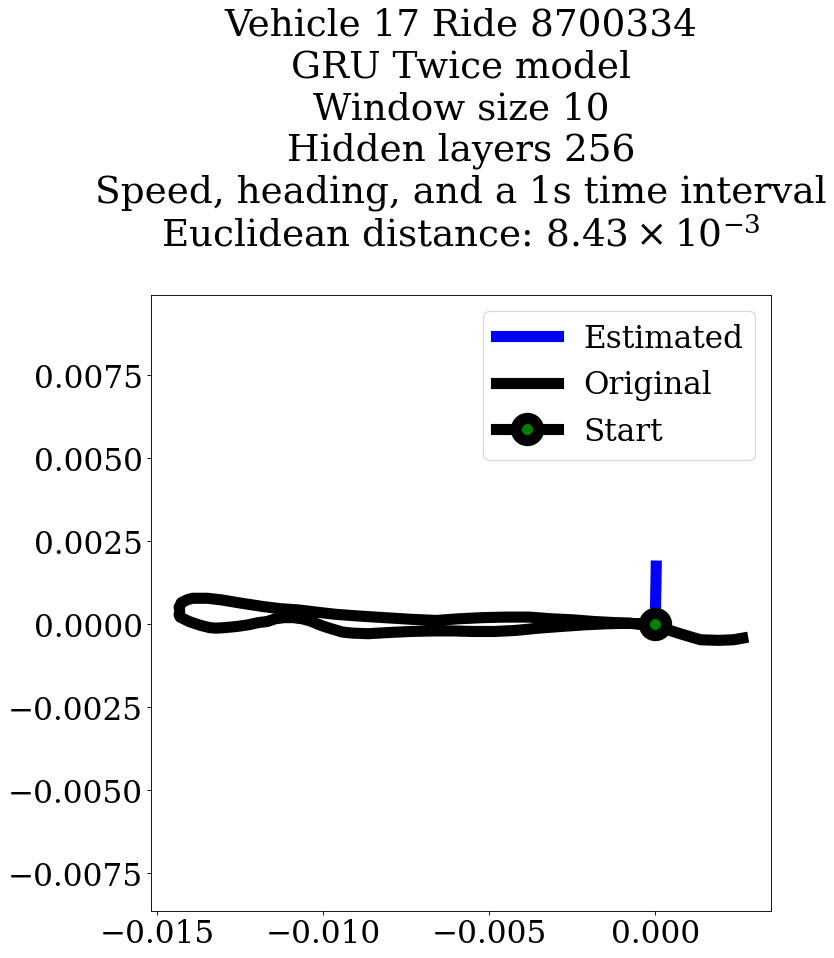 Vehicle 17 Ride 8700334
GRU Twice model
Window size 10
Hidden layers 256
Speed, heading, and a 1s time interval
Euclidean distance: 8.43 × 10⁻³
Estimated
Original
Start
0.0075
0.0050
0.0025
0.0000
−0.0025
−0.0050
−0.0075
−0.015 −0.010 −0.005 0.000